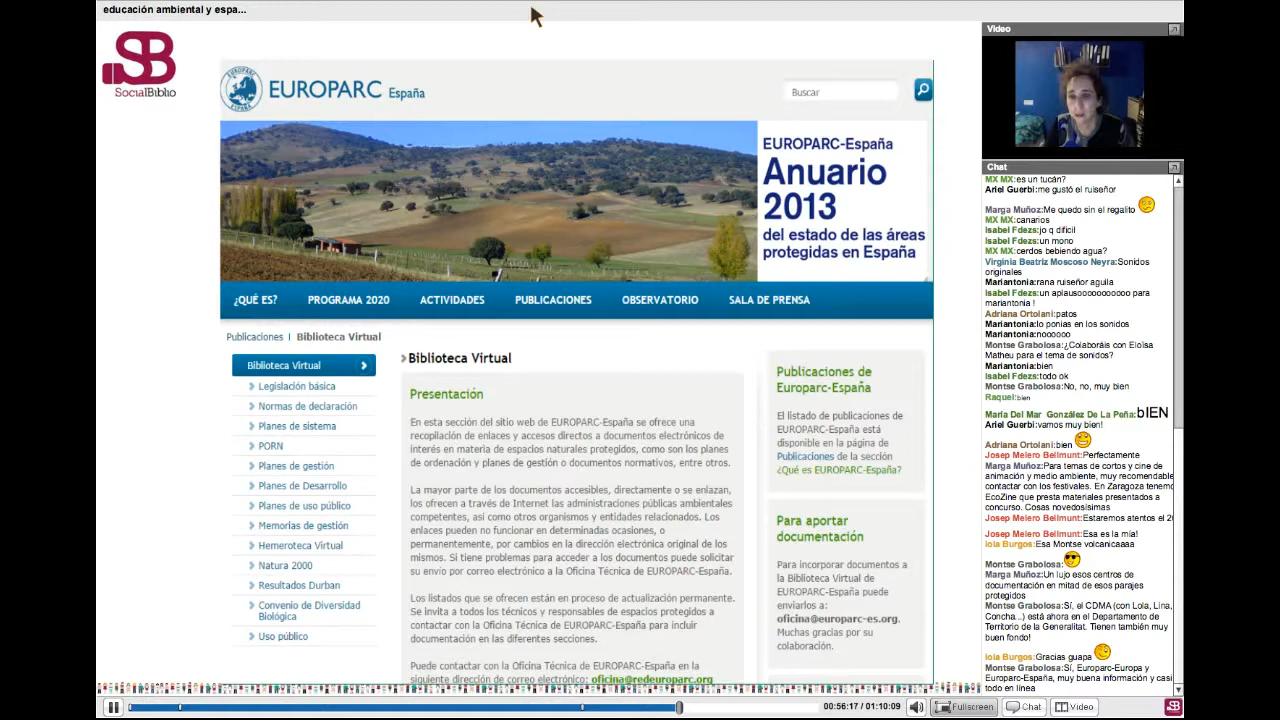 educación ambiental y espa...
SB
SocialBiblio
EUROPARC España
Buscar
EUROPARC-España
Anuario
2013
del estado de las áreas
protegidas en España
¿QUÉ ES? PROGRAMA 2020 ACTIVIDADES PUBLICACIONES OBSERVATORIO SALA DE PRENSA
Publicaciones | Biblioteca Virtual
Biblioteca Virtual
Legislación básica
Normas de declaración
Planes de sistema
PORN
Planes de gestión
Planes de Desarrollo
Planes de uso público
Memorias de gestión
Hemeroteca Virtual
Natura 2000
Resultados Durban
Convenio de Diversidad
Biológica
Uso público
Biblioteca Virtual
Presentación
En esta sección del sitio web de EUROPARC-España se ofrece una
recopilación de enlaces y accesos directos a documentos electrónicos de
interés en materia de espacios naturales protegidos, como son los planes
de ordenación y planes de gestión o documentos normativos, entre otros.
La mayor parte de los documentos accesibles, directamente o se enlazan,
los ofrecen a través de Internet las administraciones públicas ambientales
competentes, así como otros organismos y entidades relacionados. Los
enlaces pueden no funcionar en determinadas ocasiones, o
permanentemente, por cambios en la dirección electrónica original de los
mismos. Si tiene problemas para acceder a los documentos puede solicitar
su envío por correo electrónico a la Oficina Técnica de EUROPARC-España.
Los listados que se ofrecen están en proceso de actualización permanente.
Se invita a todos los técnicos y responsables de espacios protegidos a
contactar con la Oficina Técnica de EUROPARC-España para incluir
documentación en las diferentes secciones.
Puede contactar con la Oficina Técnica de EUROPARC-España en la
siguiente dirección de correo electrónico: oficina@redeuroparc.org
Publicaciones de
Europarc-España
El listado de publicaciones de
EUROPARC-España está
disponible en la página de
Publicaciones de la sección
¿Qué es EUROPARC-España?
Para aportar
documentación
Para incorporar documentos a
la Biblioteca Virtual de
EUROPARC-España puede
enviarlos a:
oficina@europarc-es.org.
Muchas gracias por su
colaboración.
Video
Chat
MX MX:es un tucán?
Ariel Guerbi:me gustó el ruiseñor
Marga Muñoz:Me quedo sin el regalito
MX MX:canarios
Isabel Fdezs:jo q dificil
Isabel Fdezs:un mono
MX MX:cerdos bebiendo agua?
Virginia Beatriz Moscoso Neyra:Sonidos
originales
Mariantonia:rana ruiseñor aguila
Isabel Fdezs:un aplausooooooooo para
mariantonia !
Adriana Ortolani:patos
Mariantonia:lo ponias en los sonidos
Mariantonia:noooooo
Montse Grabolosa:¿Colaboráis con Eloïsa
Matheu para el tema de sonidos?
Mariantonia:bien
Isabel Fdezs:todo ok
Montse Grabolosa:No, no, muy bien
Raquel:bien
María Del Mar González De La Peña:bIEN
Ariel Guerbi:vamos muy bien!
Adriana Ortolani:bien
Josep Melero Bellmunt:Perfectamente
Marga Muñoz:Para temas de cortos y cine de
animación y medio ambiente, muy recomendable
contactar con los festivales. En Zaragoza tenemo
EcoZine que presta materiales presentados a
concurso. Cosas novedosísimas
Josep Melero Bellmunt:Estaremos atentos el 2
Josep Melero Bellmunt:Esa es la mía!
lola Burgos:Esa Montse volcanicaaaa
Montse Grabolosa:
Marga Muñoz:Un lujo esos centros de
documentación en mitad de esos parajes
protegidos
Montse Grabolosa:Sí, el CDMA (con Lola, Lina,
Concha...) está ahora en el Departamento de
Territorio de la Generalitat. Tienen también muy
buen fondo!
lola Burgos:Gracias guapa
Montse Grabolosa:Sí, Europarc-Europa y
Europarc-España, muy buena información y casi
todo en línea
00:56:17 / 01:10:09
Fullscreen
Chat
Video
SB